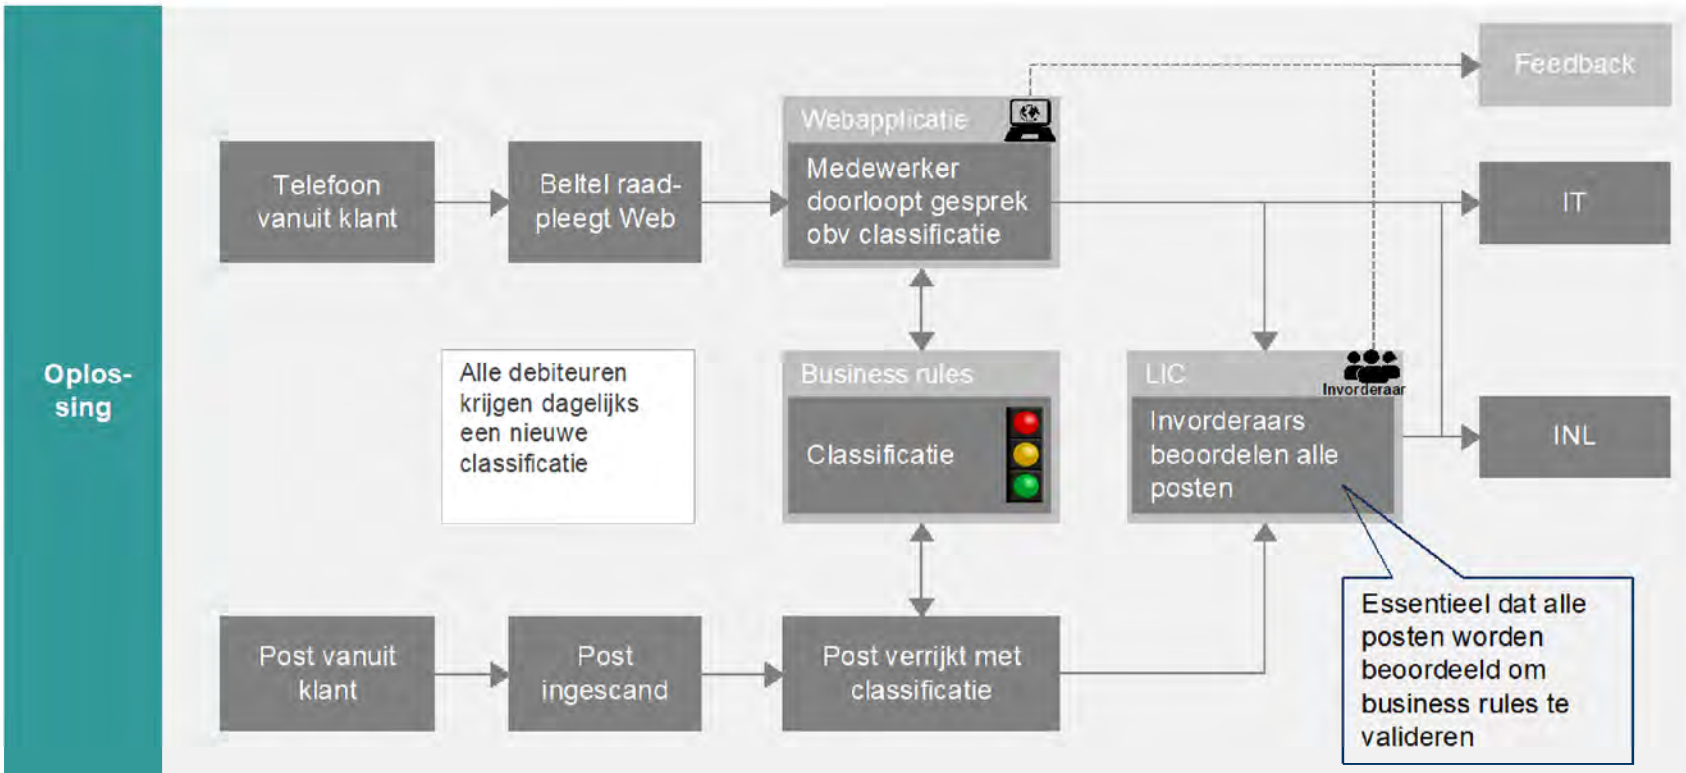 Oplos-
sing
Feedback
Webapplicatie
Telefoon
vanuit klant
Beltel raad-
pleegt Web
Medewerker
doorloopt gesprek
obv classificatie
IT
Alle debiteuren
krijgen dagelijks
een nieuwe
classificatie
Business rules
Classificatie
LIC
Invorderaar
Invorderaars
beoordelen alle
posten
INL
Post vanuit
klant
Post
ingescand
Post verrijkt met
classificatie
Essentieel dat alle
posten worden
beoordeeld om
business rules te
valideren